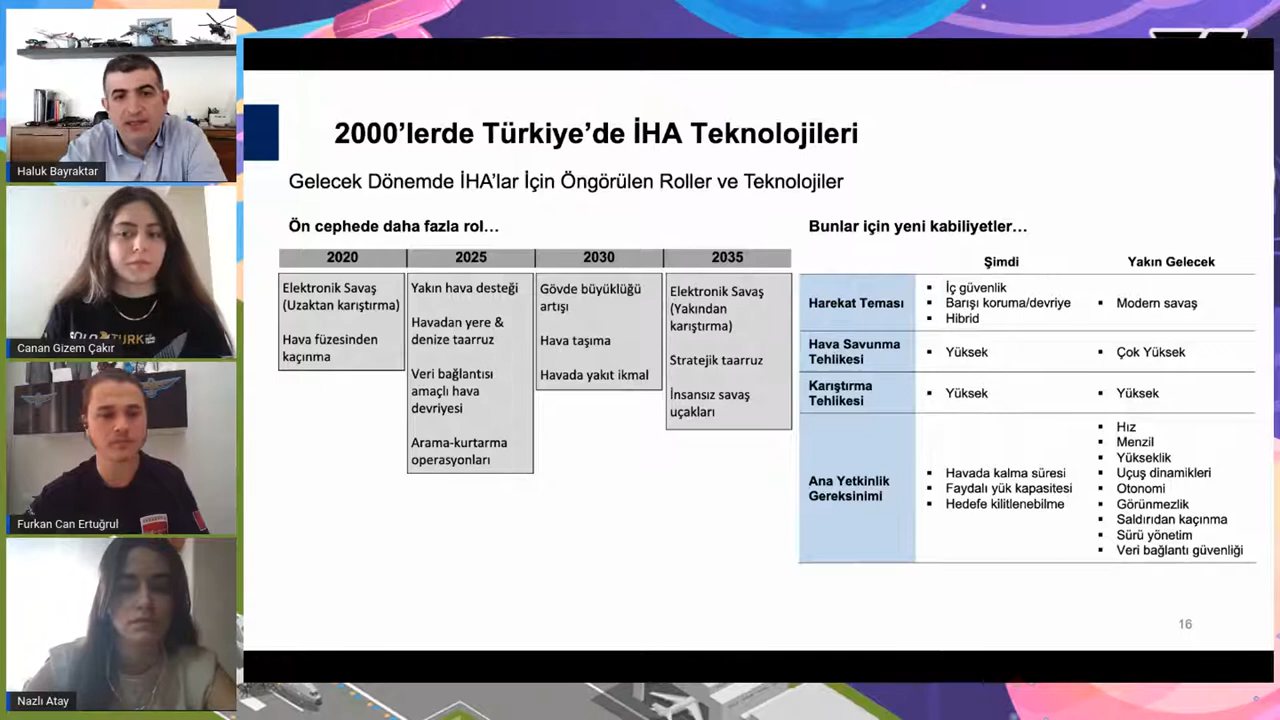 Haluk Bayraktar
Canan Gizem Çakır
Furkan Can Ertuğrul
Nazlı Atay
2000'lerde Türkiye'de İHA Teknolojileri
Gelecek Dönemde İHA'lar İçin Öngörülen Roller ve Teknolojiler
Ön cephede daha fazla rol...
2020
Elektronik Savaş
(Uzaktan karıştırma)
Hava füzesinden
kaçınma
2025
Yakın hava desteği
Havadan yere &
denize taarruz
Veri bağlantısı
amaçlı hava
devriyesi
Arama-kurtarma
operasyonları
2030
Gövde büyüklüğü
artışı
Hava taşıma
Havada yakıt ikmal
2035
Elektronik Savaş
(Yakından
karıştırma)
Stratejik taarruz
İnsansız savaş
uçakları
Bunlar için yeni kabiliyetler...
Şimdi Yakın Gelecek
Harekat Teması
▪ İç güvenlik
▪ Barışı koruma/devriye
▪ Hibrid
▪ Modern savaş
Hava Savunma
Tehlikesi
▪ Yüksek
▪ Çok Yüksek
Karıştırma
Tehlikesi
▪ Yüksek
▪ Yüksek
Ana Yetkinlik
Gereksinimi
▪ Havada kalma süresi
▪ Faydalı yük kapasitesi
▪ Hedefe kilitlenebilme
▪ Hız
▪ Menzil
▪ Yükseklik
▪ Uçuş dinamikleri
▪ Otonomi
▪ Görünmezlik
▪ Saldırıdan kaçınma
▪ Sürü yönetim
▪ Veri bağlantı güvenliği
16